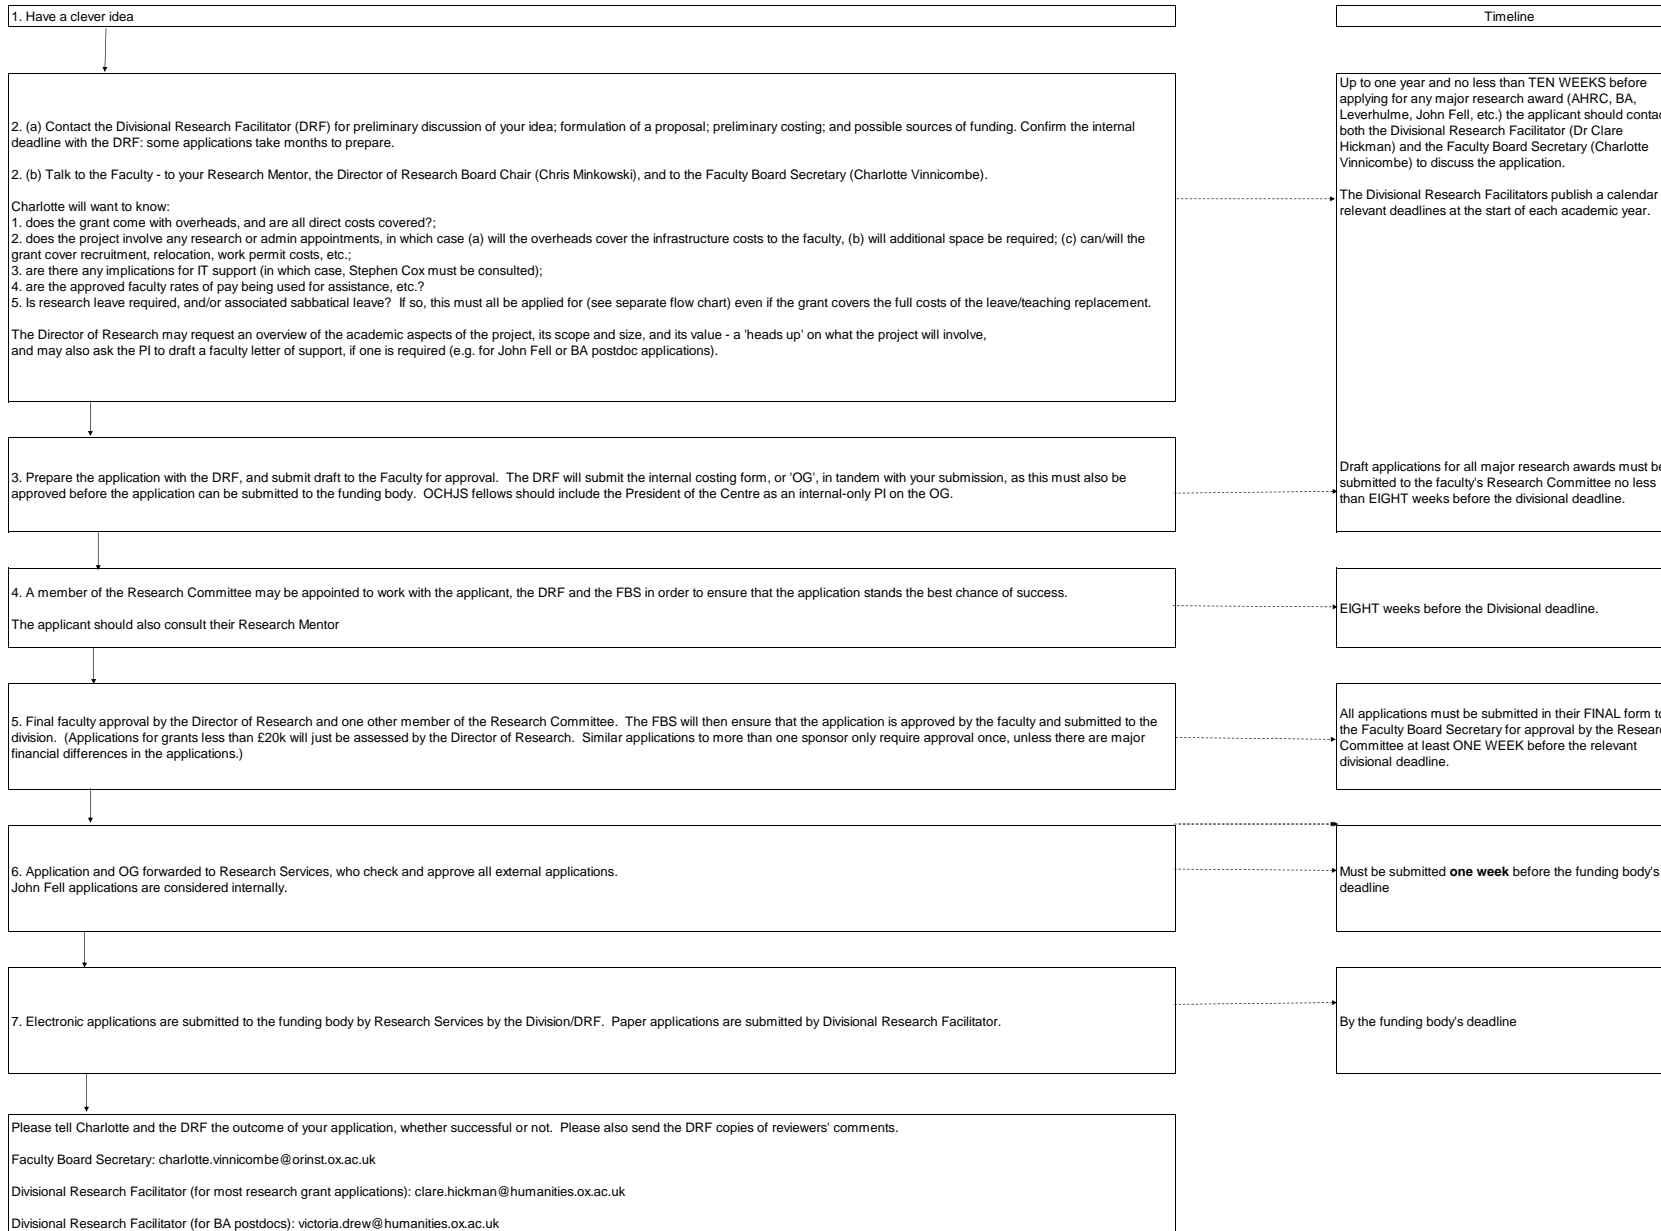 1. Have a clever idea
Timeline
2. (a) Contact the Divisional Research Facilitator (DRF) for preliminary discussion of your idea; formulation of a proposal; preliminary costing; and possible sources of funding. Confirm the internal
deadline with the DRF: some applications take months to prepare.
2. (b) Talk to the Faculty - to your Research Mentor, the Director of Research Board Chair (Chris Minkowski), and to the Faculty Board Secretary (Charlotte Vinnicombe).
Charlotte will want to know:
1. does the grant come with overheads, and are all direct costs covered?;
2. does the project involve any research or admin appointments, in which case (a) will the overheads cover the infrastructure costs to the faculty, (b) will additional space be required; (c) can/will the
grant cover recruitment, relocation, work permit costs, etc.;
3. are there any implications for IT support (in which case, Stephen Cox must be consulted);
4. are the approved faculty rates of pay being used for assistance, etc.?
5. Is research leave required, and/or associated sabbatical leave?  If so, this must all be applied for (see separate flow chart) even if the grant covers the full costs of the leave/teaching replacement.
The Director of Research may request an overview of the academic aspects of the project, its scope and size, and its value - a 'heads up' on what the project will involve,
and may also ask the PI to draft a faculty letter of support, if one is required (e.g. for John Fell or BA postdoc applications).
Up to one year and no less than TEN WEEKS before
applying for any major research award (AHRC, BA,
Leverhulme, John Fell, etc.) the applicant should
both the Divisional Research Facilitator (Dr Clare
Hickman) and the Faculty Board Secretary (Charlotte
Vinnicombe) to discuss the application.
The Divisional Research Facilitators publish a calendar
relevant deadlines at the start of each academic year.
3. Prepare the application with the DRF, and submit draft to the Faculty for approval.  The DRF will submit the internal costing form, or 'OG', in tandem with your submission, as this must also be
approved before the application can be submitted to the funding body.  OCHJS fellows should include the President of the Centre as an internal-only PI on the OG.
Draft applications for all major research awards must
submitted to the faculty's Research Committee no less
than EIGHT weeks before the divisional deadline.
4. A member of the Research Committee may be appointed to work with the applicant, the DRF and the FBS in order to ensure that the application stands the best chance of success.
The applicant should also consult their Research Mentor
EIGHT weeks before the Divisional deadline.
5. Final faculty approval by the Director of Research and one other member of the Research Committee.  The FBS will then ensure that the application is approved by the faculty and submitted to the
division.  (Applications for grants less than £20k will just be assessed by the Director of Research.  Similar applications to more than one sponsor only require approval once, unless there are major
financial differences in the applications.)
All applications must be submitted in their FINAL form
the Faculty Board Secretary for approval by the
Committee at least ONE WEEK before the relevant
divisional deadline.
6. Application and OG forwarded to Research Services, who check and approve all external applications.
John Fell applications are considered internally.
Must be submitted one week before the funding body's
deadline
7. Electronic applications are submitted to the funding body by Research Services by the Division/DRF.  Paper applications are submitted by Divisional Research Facilitator.
By the funding body's deadline
Please tell Charlotte and the DRF the outcome of your application, whether successful or not.  Please also send the DRF copies of reviewers' comments.
Faculty Board Secretary: charlotte.vinnicombe@orinst.ox.ac.uk
Divisional Research Facilitator (for most research grant applications): clare.hickman@humanities.ox.ac.uk
Divisional Research Facilitator (for BA postdocs): victoria.drew@humanities.ox.ac.uk